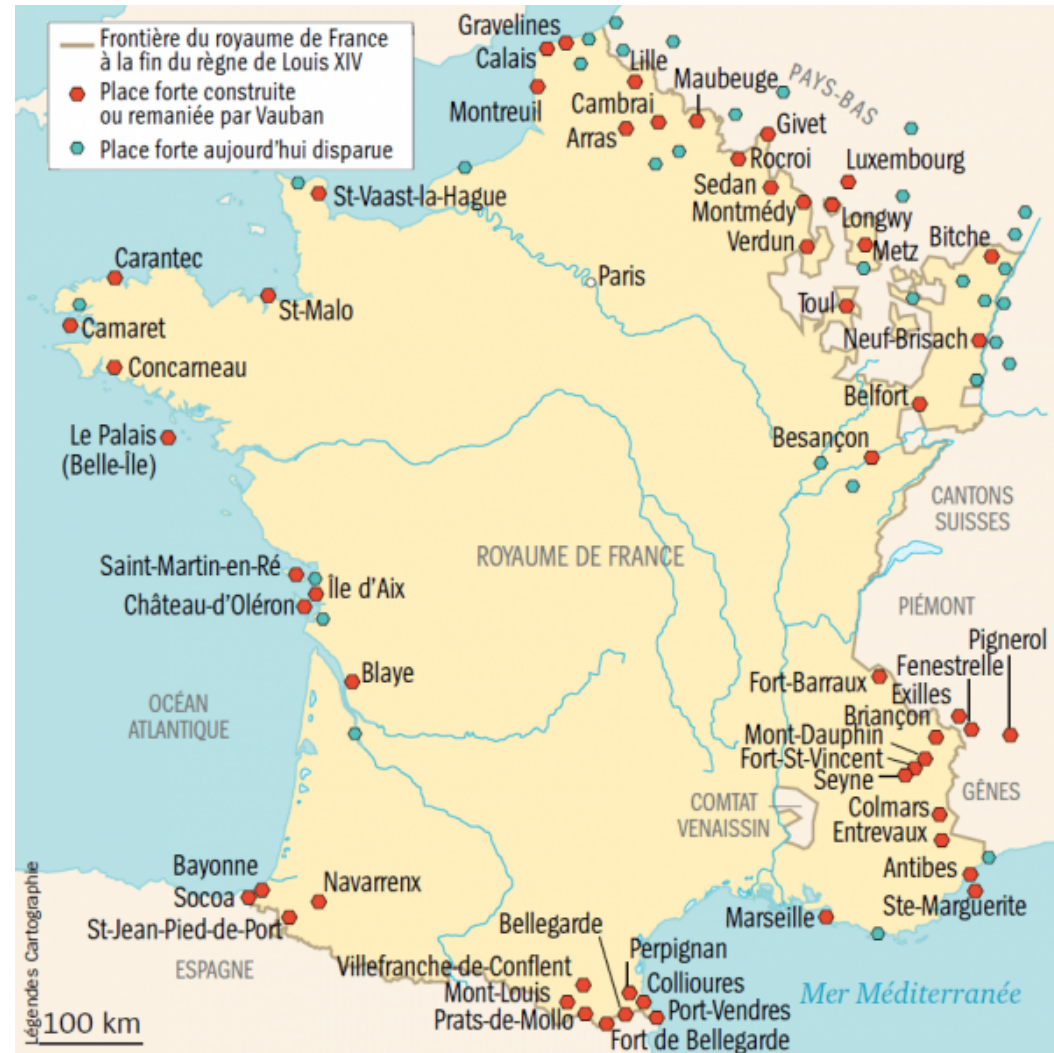 Frontière du royaume de France
à la fin du règne de Louis XIV
Place forte construite
ou remaniée par Vauban
Place forte aujourd'hui disparue
Gravelines
Calais
Lille
Maubeuge
PAYS-BAS
Montreuil
Cambrai
Arras
Givet
Rocroi
Luxembourg
Sedan
St-Vaast-la-Hague
Montmédy
Longwy
Verdun
Metz
Bitche
Carantec
Paris
St-Malo
Toul
Camaret
Neuf-Brisach
Concarneau
Belfort
Le Palais
(Belle-Île)
Besançon
CANTONS
SUISSES
ROYAUME DE FRANCE
Saint-Martin-en-Ré
Île d'Aix
Château-d'Oléron
PIÉMONT
Pignerol
Fenestrelle
Blaye
Fort-Barraux
Exilles
OCÉAN
ATLANTIQUE
Briançon
Mont-Dauphin
Fort-St-Vincent
Seyne
GÊNES
COMTAT
VENAISSIN
Colmars
Entrevaux
Bayonne
Antibes
Socoa
Navarrenx
Ste-Marguerite
St-Jean-Pied-de-Port
Bellegarde
Marseille
Perpignan
ESPAGNE
Villefranche-de-Conflent
Collioures
Mont-Louis
Port-Vendres
Mer Méditerranée
Prats-de-Mollo
Fort de Bellegarde
Légendes Cartographie
100 km